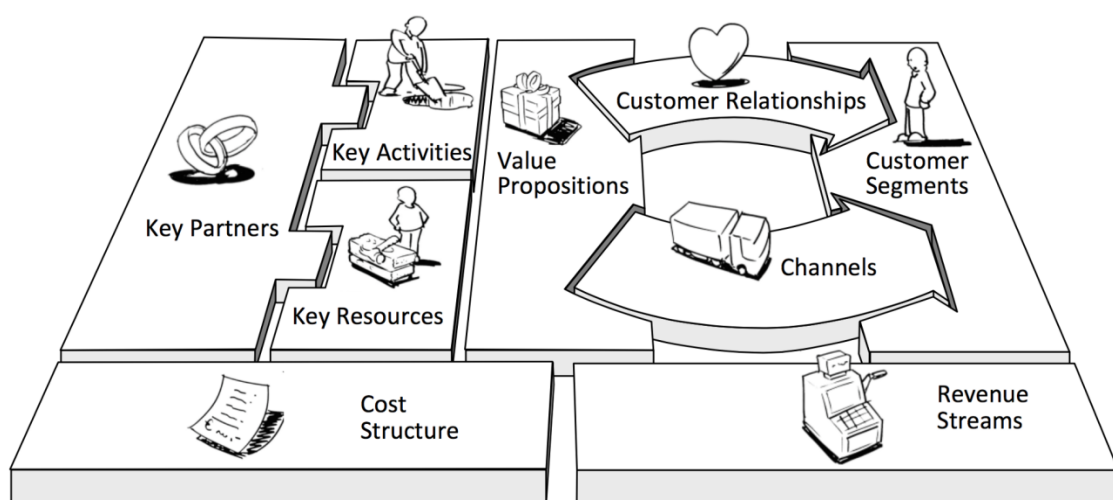 Key Partners
Key Activities
Key Resources
Value
Propositions
Customer Relationships
Channels
Customer
Segments
Cost
Structure
Revenue
Streams